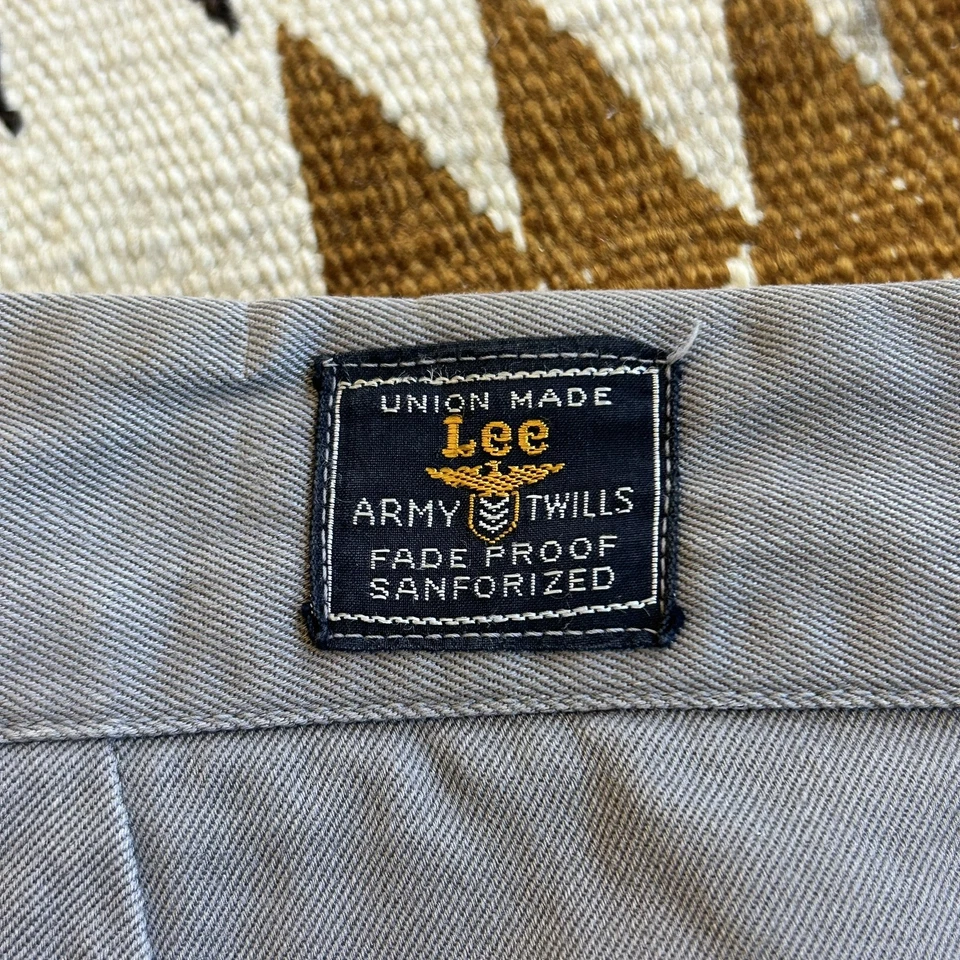 UNION MADE
Lee
ARMY TWILLS
FADE PROOF
SANFORIZED